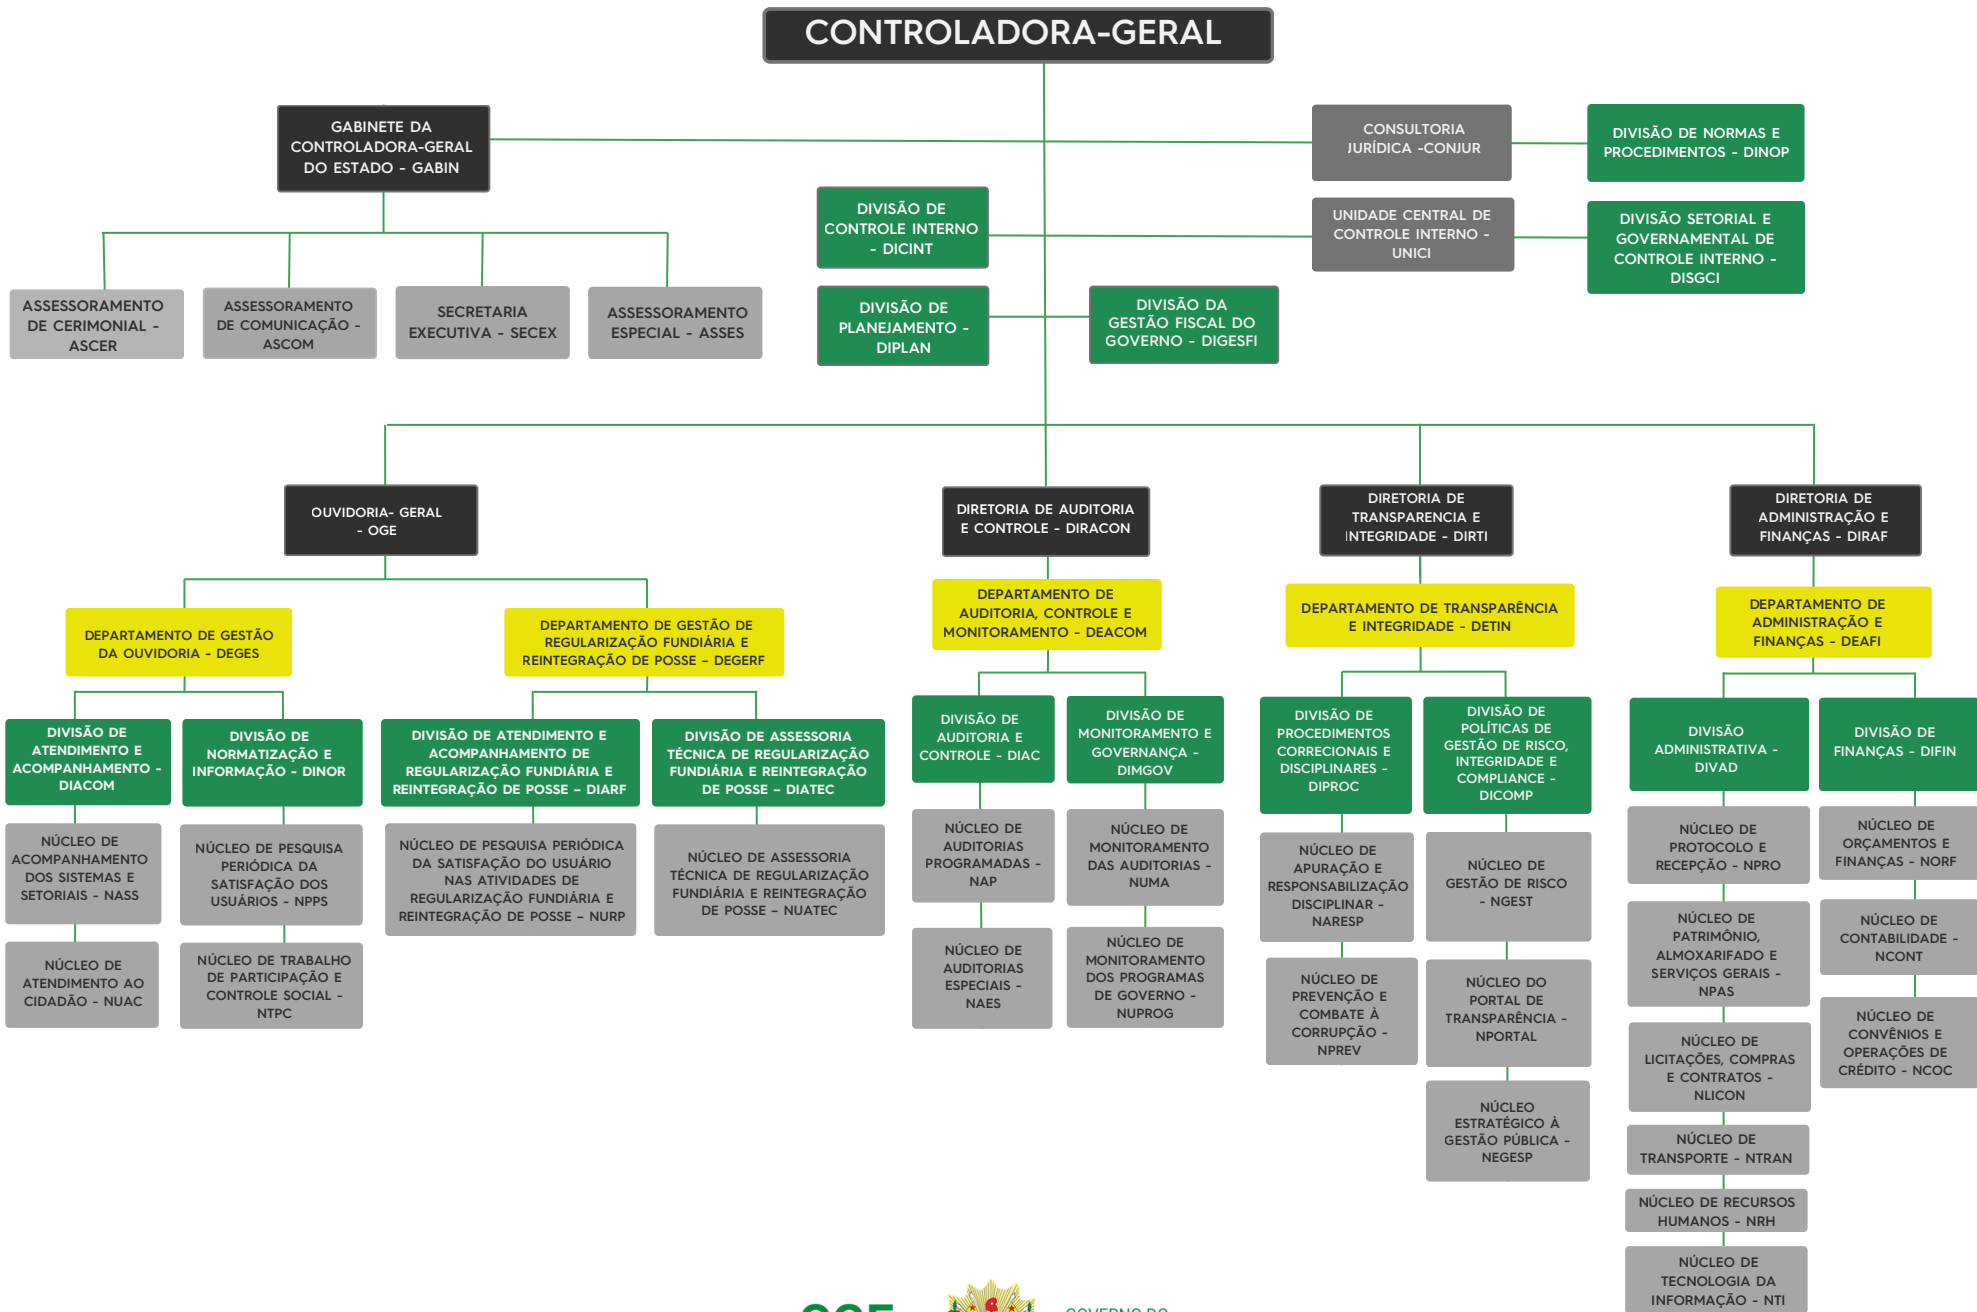 CONTROLADORA-GERAL
GABINETE DA
CONTROLADORA-GERAL
DO ESTADO - GABIN
CONSULTORIA
JURÍDICA -CONJUR
DIVISÃO DE NORMAS E
PROCEDIMENTOS - DINOP
DIVISÃO DE
CONTROLE INTERNO
- DICINT
UNIDADE CENTRAL DE
CONTROLE INTERNO -
UNICI
DIVISÃO SETORIAL E
GOVERNAMENTAL DE
CONTROLE INTERNO -
DISGCI
ASSESSORAMENTO
DE CERIMONIAL -
ASCER
ASSESSORAMENTO
DE COMUNICAÇÃO -
ASCOM
SECRETARIA
EXECUTIVA - SECEX
ASSESSORAMENTO
ESPECIAL - ASSES
DIVISÃO DE
PLANEJAMENTO -
DIPLAN
DIVISÃO DA
GESTÃO FISCAL DO
GOVERNO - DIGESFI
OUVIDORIA- GERAL
- OGE
DIRETORIA DE AUDITORIA
E CONTROLE - DIRACON
DIRETORIA DE
TRANSPARENCIA E
INTEGRIDADE - DIRTI
DIRETORIA DE
ADMINISTRAÇÃO E
FINANÇAS - DIRAF
DEPARTAMENTO DE GESTÃO
DA OUVIDORIA - DEGES
DEPARTAMENTO DE GESTÃO DE
REGULARIZAÇÃO FUNDIÁRIA E
REINTEGRAÇÃO DE POSSE – DEGERF
DEPARTAMENTO DE
AUDITORIA, CONTROLE E
MONITORAMENTO - DEACOM
DEPARTAMENTO DE TRANSPARÊNCIA
E INTEGRIDADE - DETIN
DEPARTAMENTO DE
ADMINISTRAÇÃO E
FINANÇAS - DEAFI
DIVISÃO DE
ATENDIMENTO E
ACOMPANHAMENTO -
DIACOM
DIVISÃO DE
NORMATIZAÇÃO E
INFORMAÇÃO - DINOR
DIVISÃO DE ATENDIMENTO E
ACOMPANHAMENTO DE
REGULARIZAÇÃO FUNDIÁRIA E
REINTEGRAÇÃO DE POSSE – DIARF
DIVISÃO DE ASSESSORIA
TÉCNICA DE REGULARIZAÇÃO
FUNDIÁRIA E REINTEGRAÇÃO
DE POSSE – DIATEC
DIVISÃO DE
AUDITORIA E
CONTROLE - DIAC
DIVISÃO DE
MONITORAMENTO E
GOVERNANÇA -
DIMGOV
DIVISÃO DE
PROCEDIMENTOS
CORRECIONAIS E
DISCIPLINARES -
DIPROC
DIVISÃO DE
POLÍTICAS DE
GESTÃO DE RISCO,
INTEGRIDADE E
COMPLIANCE -
DICOMP
DIVISÃO
ADMINISTRATIVA -
DIVAD
DIVISÃO DE
FINANÇAS - DIFIN
NÚCLEO DE
ACOMPANHAMENTO
DOS SISTEMAS E
SETORIAIS - NASS
NÚCLEO DE PESQUISA
PERIÓDICA DA
SATISFAÇÃO DOS
USUÁRIOS - NPPS
NÚCLEO DE PESQUISA PERIÓDICA
DA SATISFAÇÃO DO USUÁRIO
NAS ATIVIDADES DE
REGULARIZAÇÃO FUNDIÁRIA E
REINTEGRAÇÃO DE POSSE – NURP
NÚCLEO DE ASSESSORIA
TÉCNICA DE REGULARIZAÇÃO
FUNDIÁRIA E REINTEGRAÇÃO
DE POSSE – NUATEC
NÚCLEO DE
AUDITORIAS
PROGRAMADAS -
NAP
NÚCLEO DE
MONITORAMENTO
DAS AUDITORIAS -
NUMA
NÚCLEO DE
APURAÇÃO E
RESPONSABILIZAÇÃO
DISCIPLINAR -
NARESP
NÚCLEO DE
GESTÃO DE RISCO
- NGEST
NÚCLEO DE
PROTOCOLO E
RECEPÇÃO - NPRO
NÚCLEO DE
ORÇAMENTOS E
FINANÇAS - NORF
NÚCLEO DE
ATENDIMENTO AO
CIDADÃO - NUAC
NÚCLEO DE TRABALHO
DE PARTICIPAÇÃO E
CONTROLE SOCIAL -
NTPC
NÚCLEO DE
AUDITORIAS
ESPECIAIS -
NAES
NÚCLEO DE
MONITORAMENTO
DOS PROGRAMAS
DE GOVERNO -
NUPROG
NÚCLEO DE
PREVENÇÃO E
COMBATE À
CORRUPÇÃO -
NPREV
NÚCLEO DO
PORTAL DE
TRANSPARÊNCIA -
NPORTAL
NÚCLEO DE
PATRIMÔNIO,
ALMOXARIFADO E
SERVIÇOS GERAIS -
NPAS
NÚCLEO DE
CONTABILIDADE -
NCONT
NÚCLEO
ESTRATÉGICO À
GESTÃO PÚBLICA -
NEGESP
NÚCLEO DE
LICITAÇÕES, COMPRAS
E CONTRATOS -
NLICON
NÚCLEO DE
CONVÊNIOS E
OPERAÇÕES DE
CRÉDITO - NCOC
NÚCLEO DE
TRANSPORTE - NTRAN
NÚCLEO DE RECURSOS
HUMANOS - NRH
NÚCLEO DE
TECNOLOGIA DA
INFORMAÇÃO - NTI
GOVERNO DO